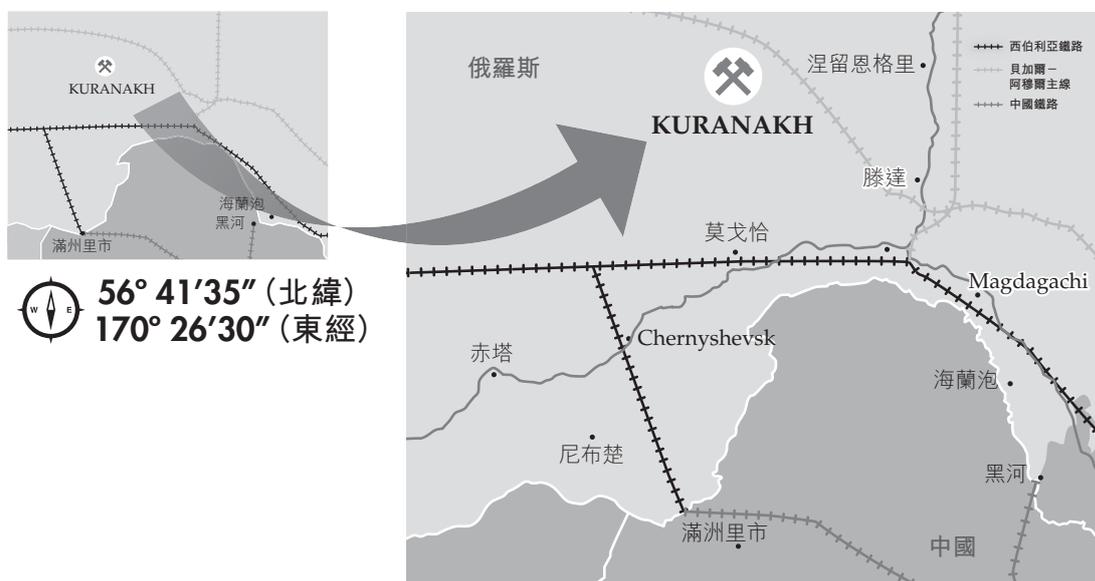 KURANAKH
海蘭泡
黑河
滿州里市
W E
56° 41'35" (北緯)
170° 26'30" (東經)
俄羅斯
涅留恩格里
西伯利亞鐵路
貝加爾－
阿穆爾主線
中國鐵路
KURANAKH
滕達
莫戈恰
Magdagachi
Chernyshevsk
赤塔
海蘭泡
尼布楚
黑河
滿洲里市
中國